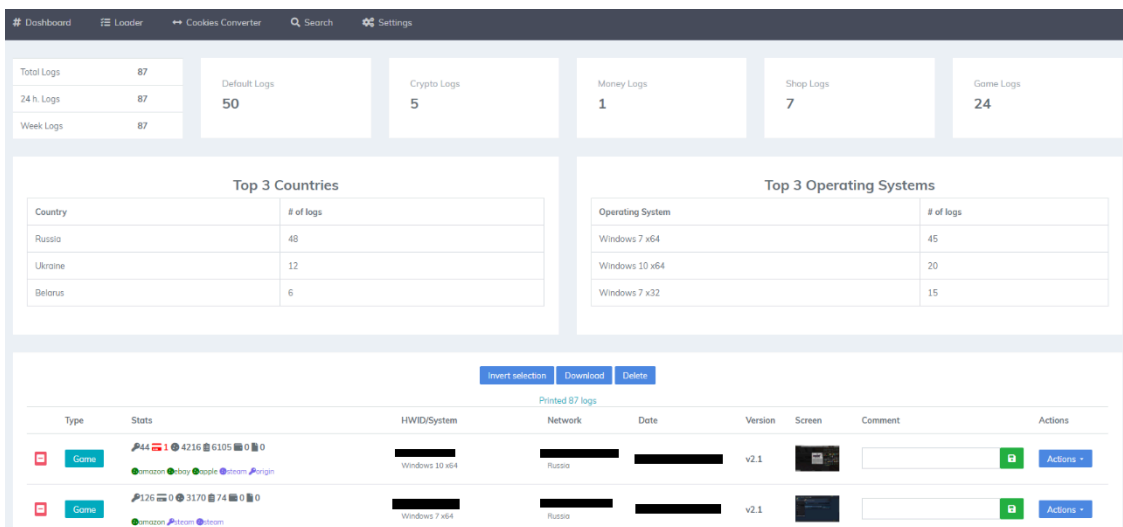 # Dashboard Loader Cookies Converter Search Settings
Total Logs 87
24 h. Logs 87
Week Logs 87
Default Logs
50
Crypto Logs
5
Money Logs
1
Shop Logs
7
Game Logs
24
Top 3 Countries
Country # of logs
Russia 48
Ukraine 12
Belarus 6
Top 3 Operating Systems
Operating System # of logs
Windows 7 x64 45
Windows 10 x64 20
Windows 7 x32 15
Invert selection Download Delete
Printed 87 logs
Type Stats HWID/System Network Date Version Screen Comment Actions
Game 44 1 4216 6105 0 0 v2.1 Actions
amazon ebay apple steam origin Windows 10 x64 Russia
Game 126 0 3170 74 0 0 v2.1 Actions
amazon steam steam Windows 7 x64 Russia